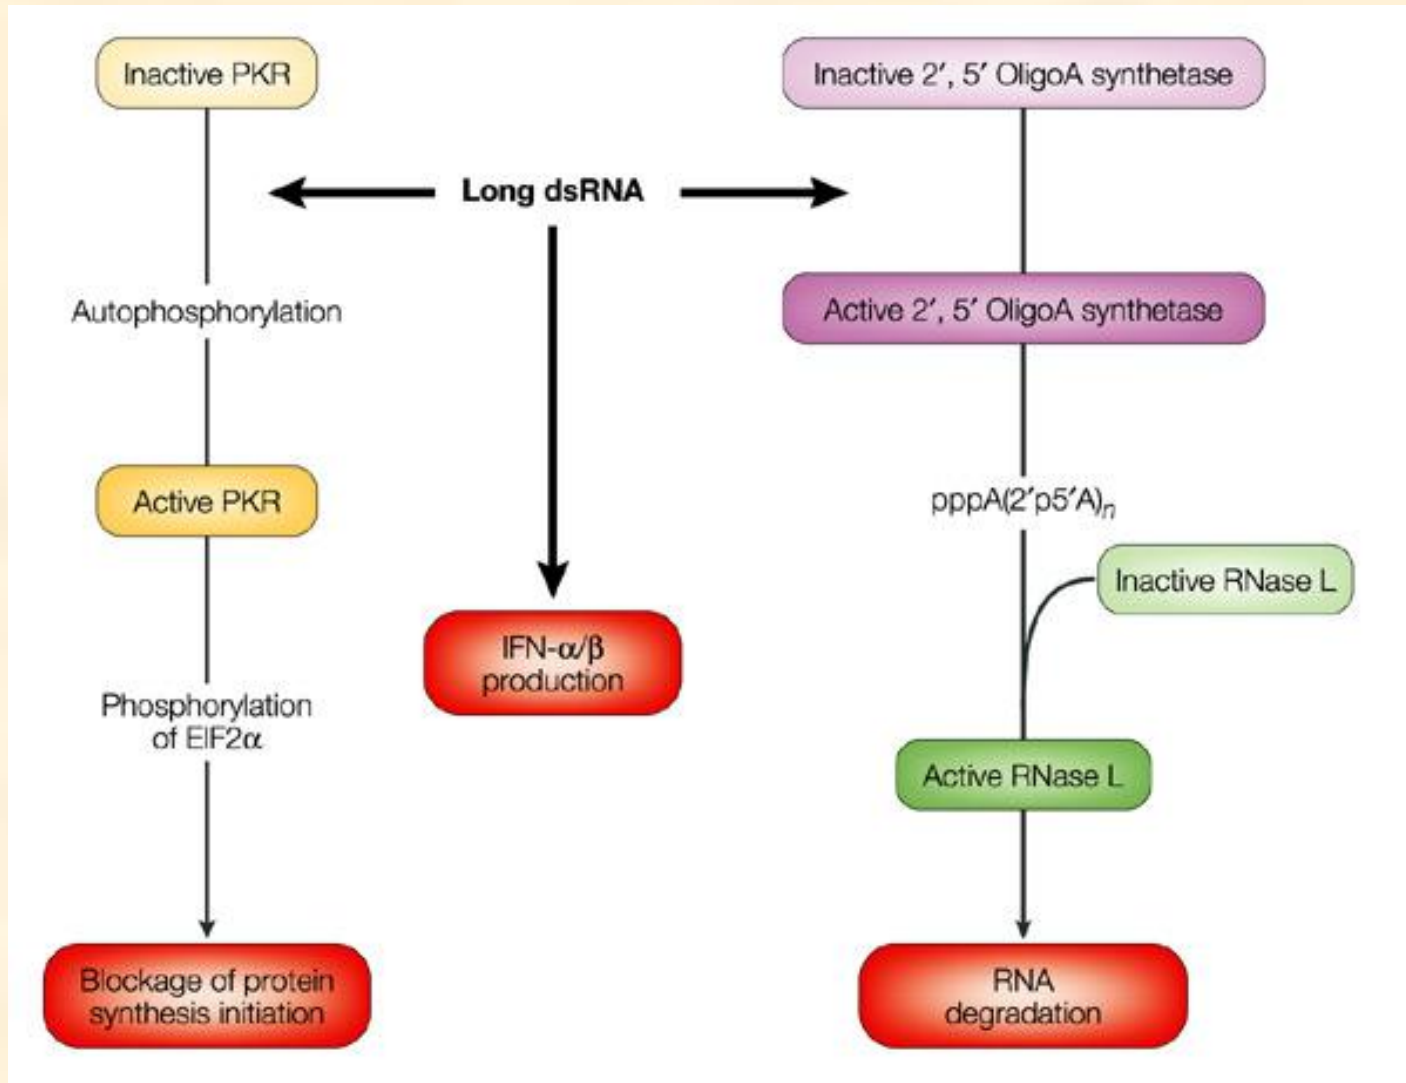 Inactive PKR
Inactive 2′, 5′ OligoA synthetase
Long dsRNA
Autophosphorylation
Active 2′, 5′ OligoA synthetase
Active PKR
pppA(2′p5′A)n
Inactive RNase L
IFN-α/β
production
Phosphorylation
of EIF2α
Active RNase L
Blockage of protein
synthesis initiation
RNA
degradation